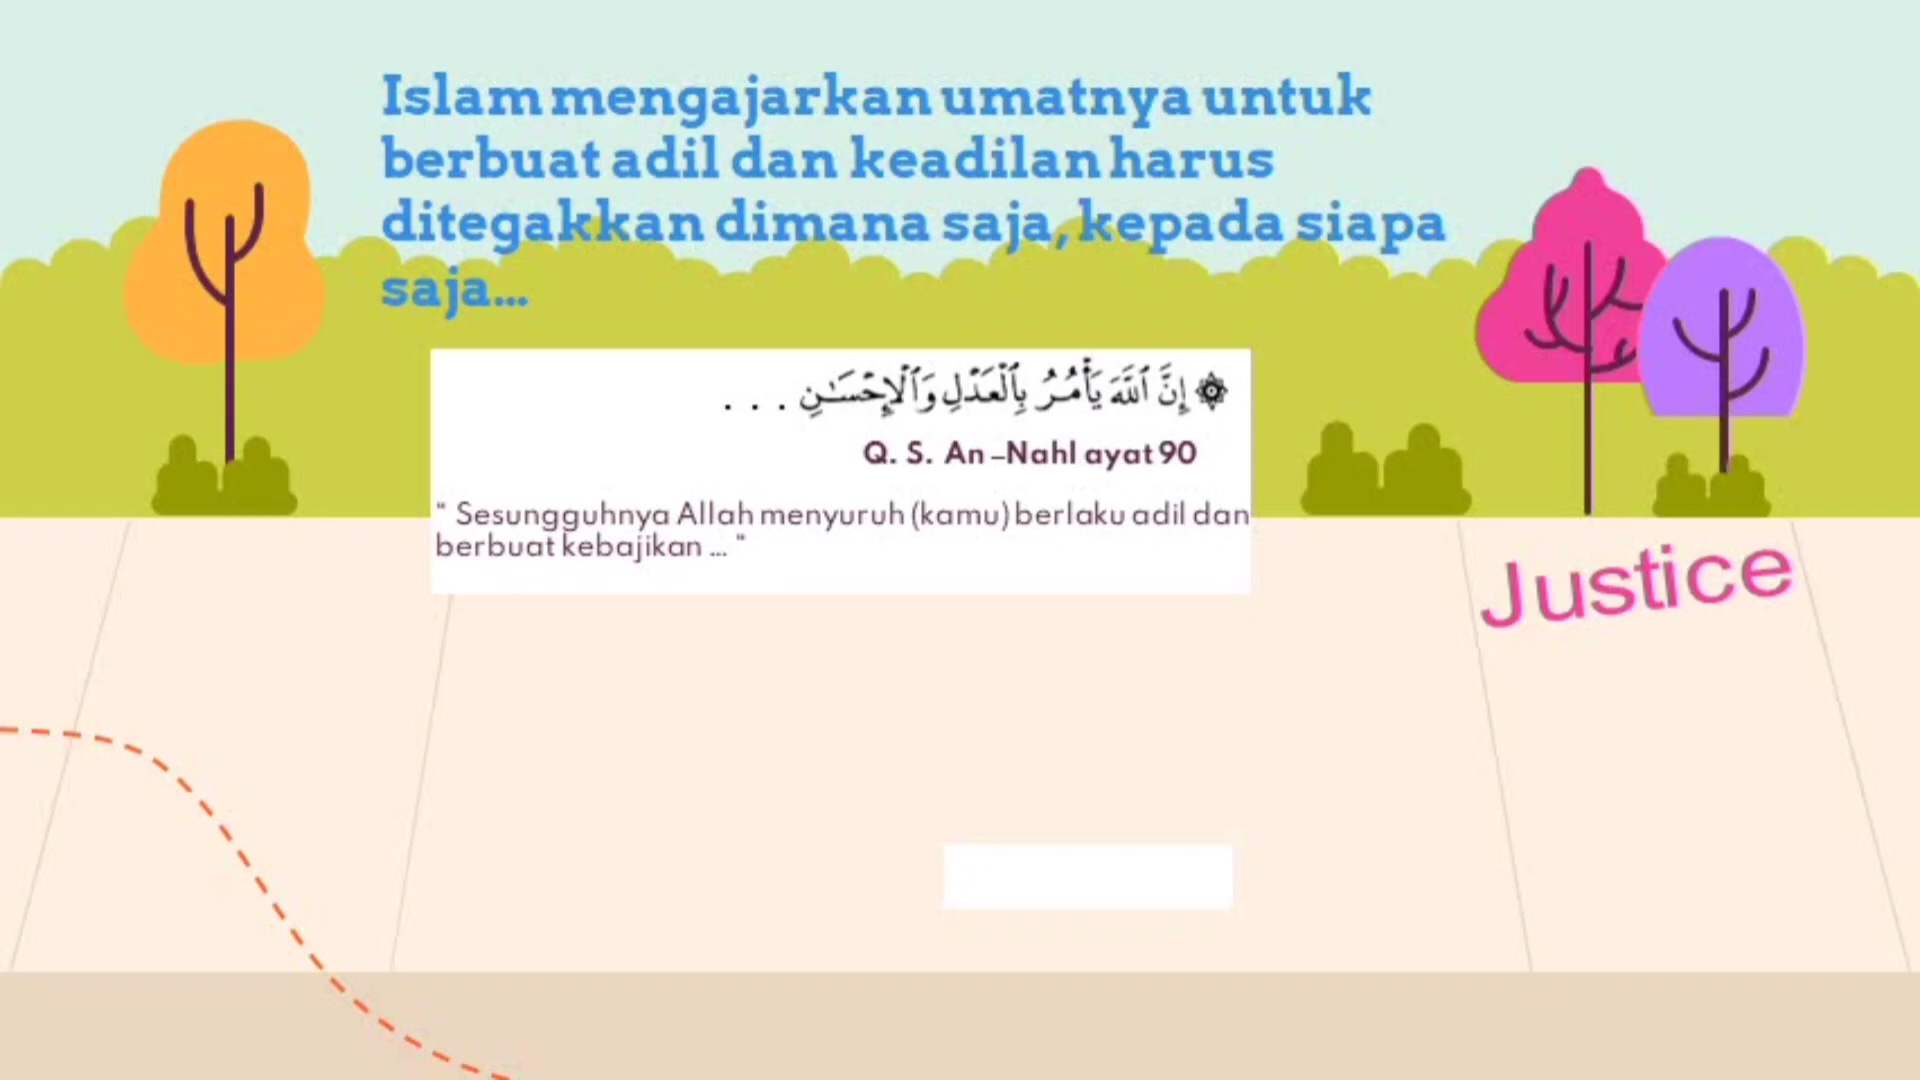 Islam mengajarkan umatnya untuk
berbuat adil dan keadilan harus
ditegakkan dimana saja, kepada siapa
saja...
۞ إِنَّ ٱللَّهَ يَأْمُرُ بِٱلْعَدْلِ وَٱلْإِحْسَـٰنِ . . .
Q. S. An –Nahl ayat 90
“ Sesungguhnya Allah menyuruh (kamu) berlaku adil dan
berbuat kebajikan ... ”
Justice